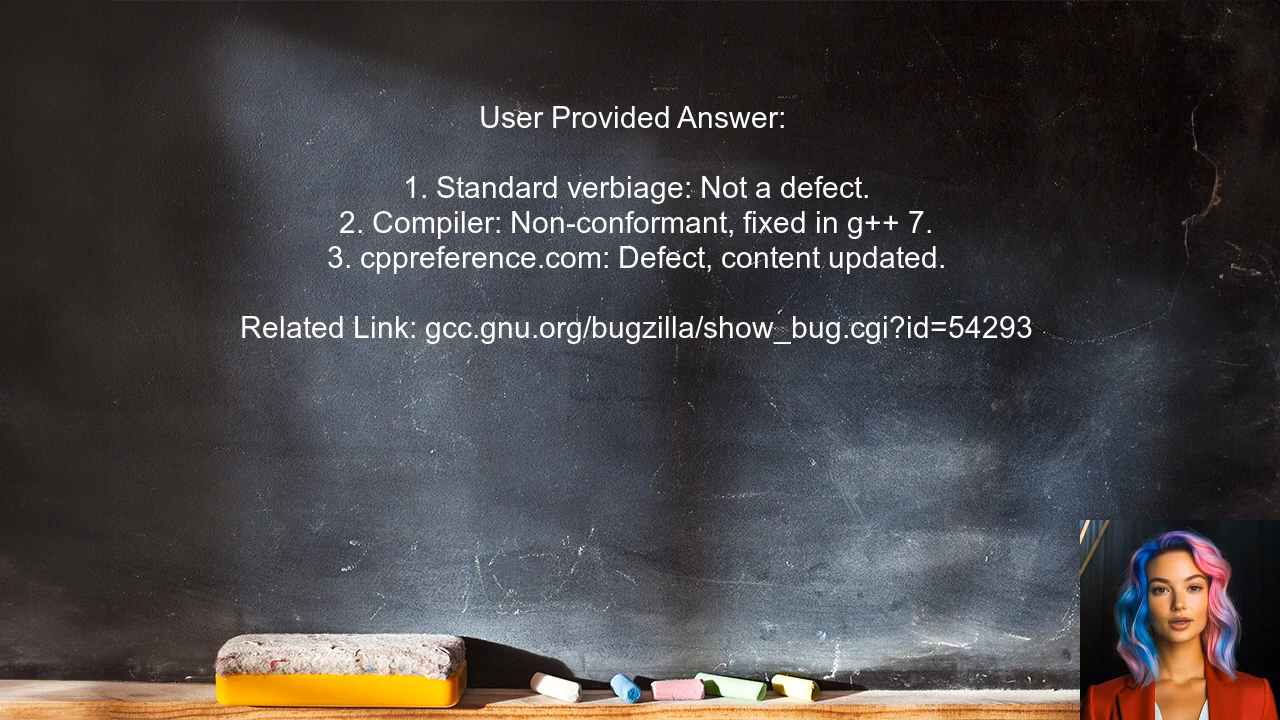 User Provided Answer:
1. Standard verbiage: Not a defect.
2. Compiler: Non-conformant, fixed in g++ 7.
3. cppreference.com: Defect, content updated.
Related Link: gcc.gnu.org/bugzilla/show_bug.cgi?id=54293